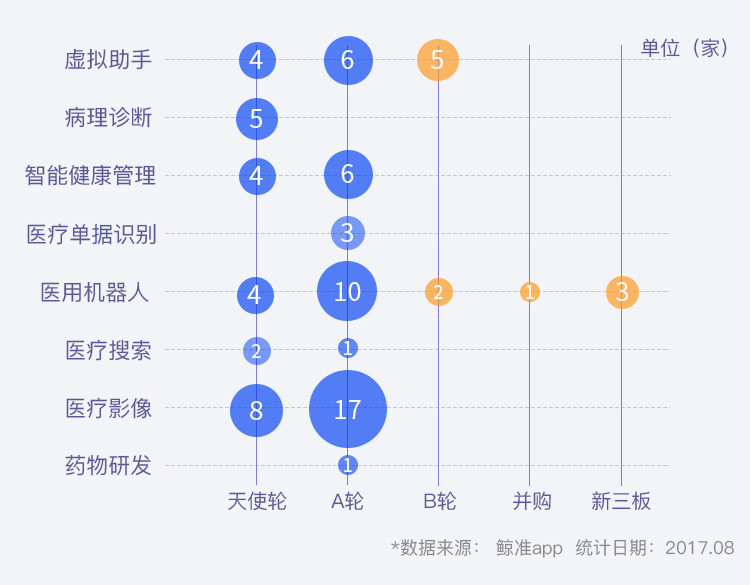 单位（家）
虚拟助手 4 6 5
病理诊断 5
智能健康管理 4 6
医疗单据识别 3
医用机器人 4 10 2 1 3
医疗搜索 2 1
医疗影像 8 17
药物研发 1
天使轮 A轮 B轮 并购 新三板
*数据来源： 鲸准app 统计日期：2017.08